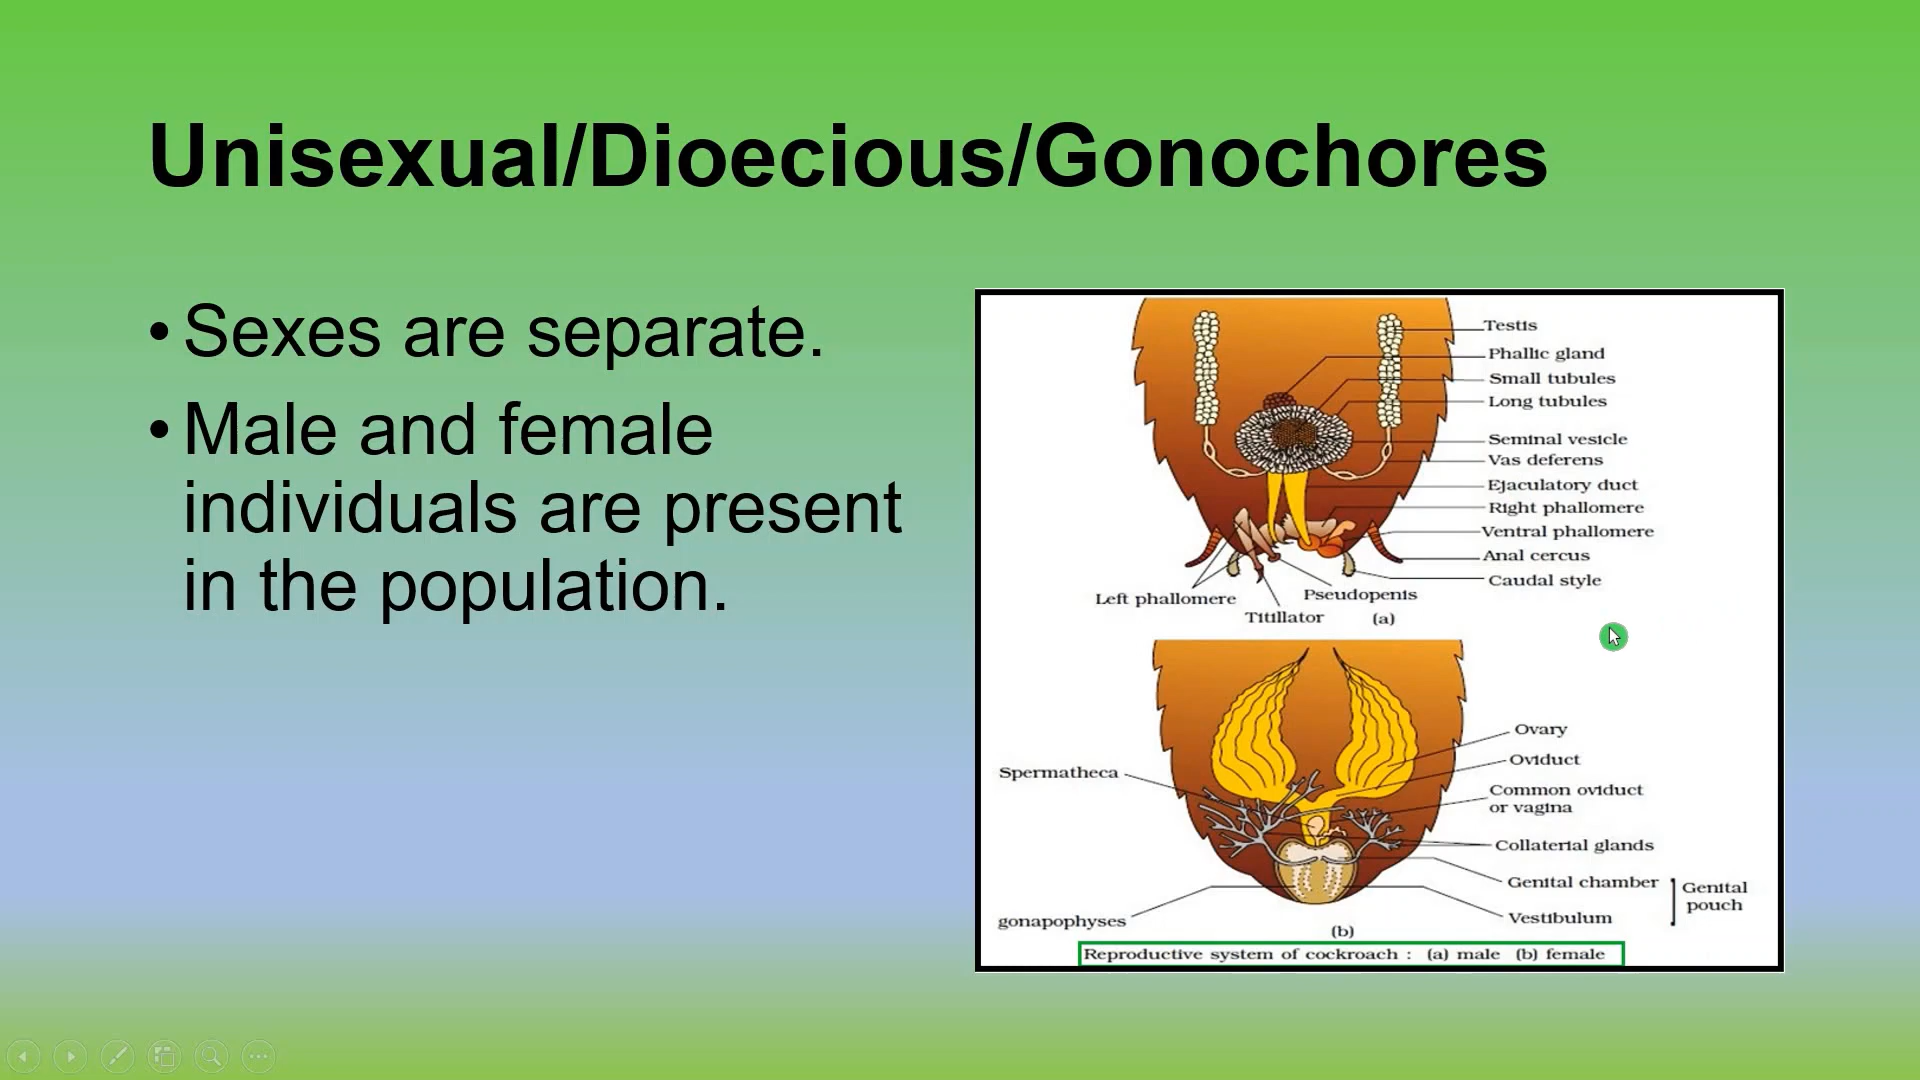 Unisexual/Dioecious/Gonochores
• Sexes are separate.
• Male and female
individuals are present
in the population.
Testis
Phallic gland
Small tubules
Long tubules
Seminal vesicle
Vas deferens
Ejaculatory duct
Right phallomere
Ventral phallomere
Anal cercus
Caudal style
Left phallomere
Pseudopenis
Titillator
(a)
Ovary
Oviduct
Spermatheca
Common oviduct
or vagina
Collaterial glands
Genital chamber
Genital
pouch
Vestibulum
gonapophyses
(b)
Reproductive system of cockroach : (a) male (b) female